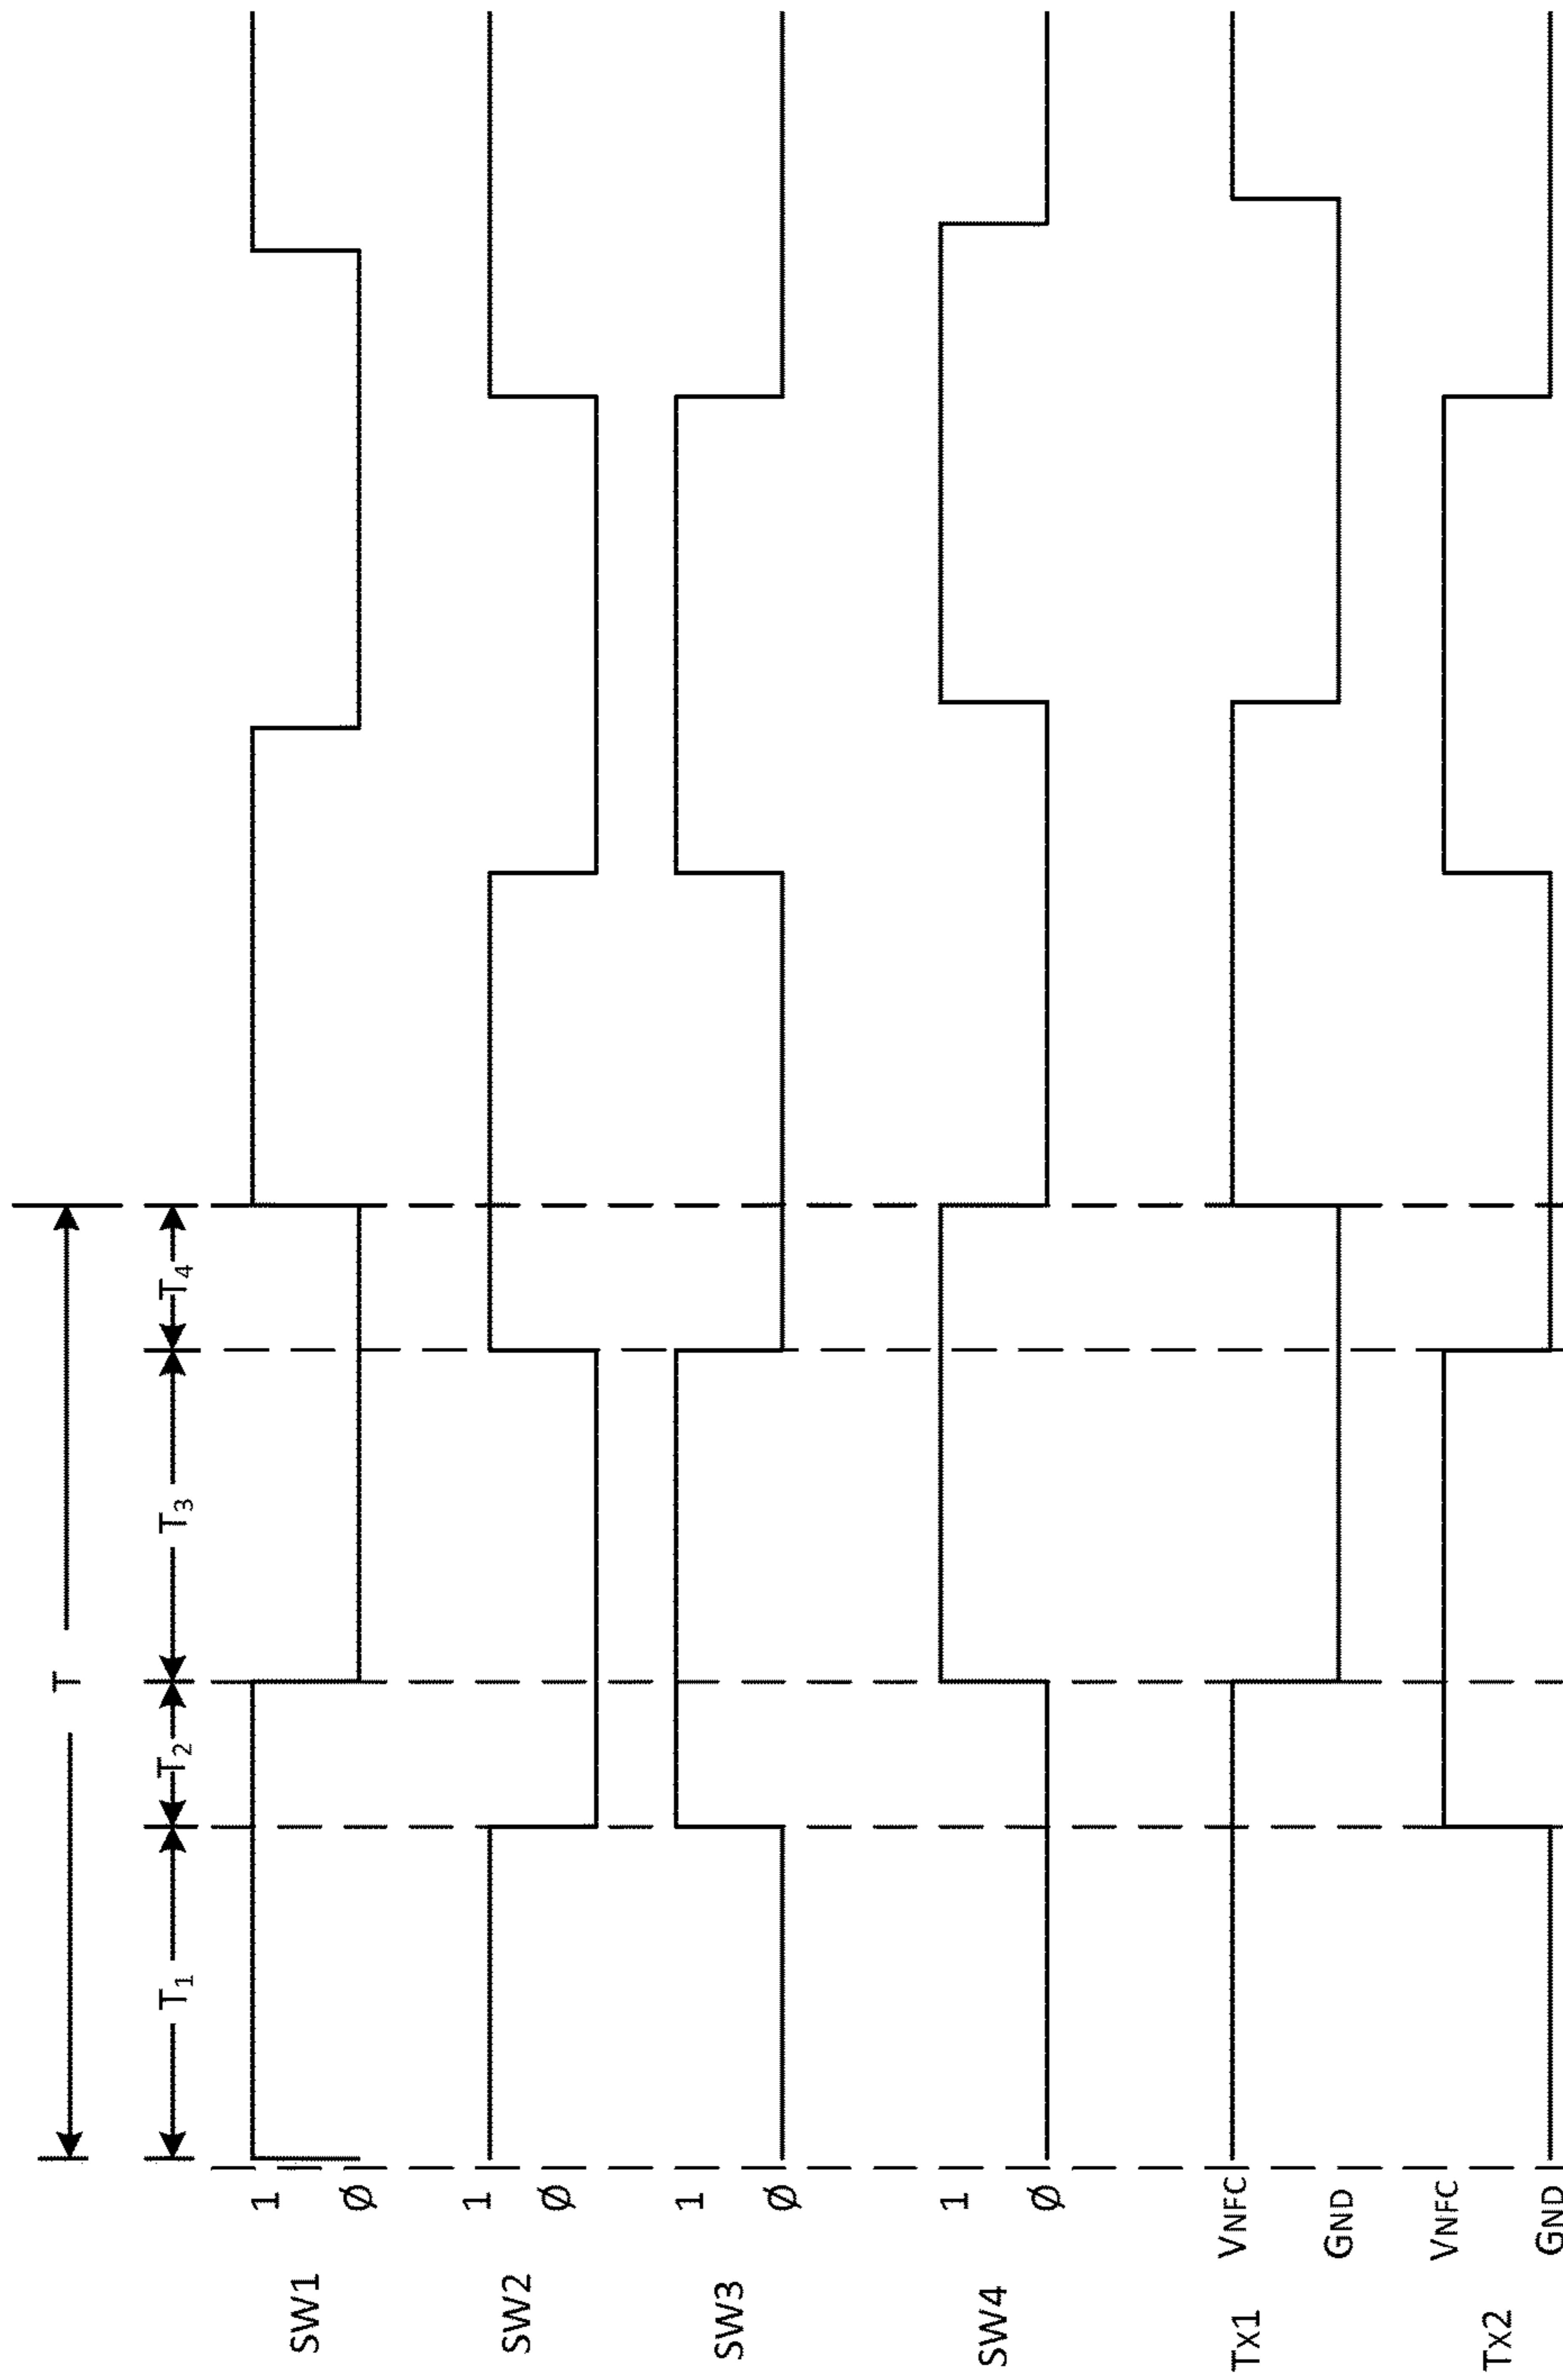 T
T1 T2 T3 T4
SW1 1 Ø
SW2 1 Ø
SW3 1 Ø
SW4 1 Ø
Tx1 VNFC GND
Tx2 VNFC GND